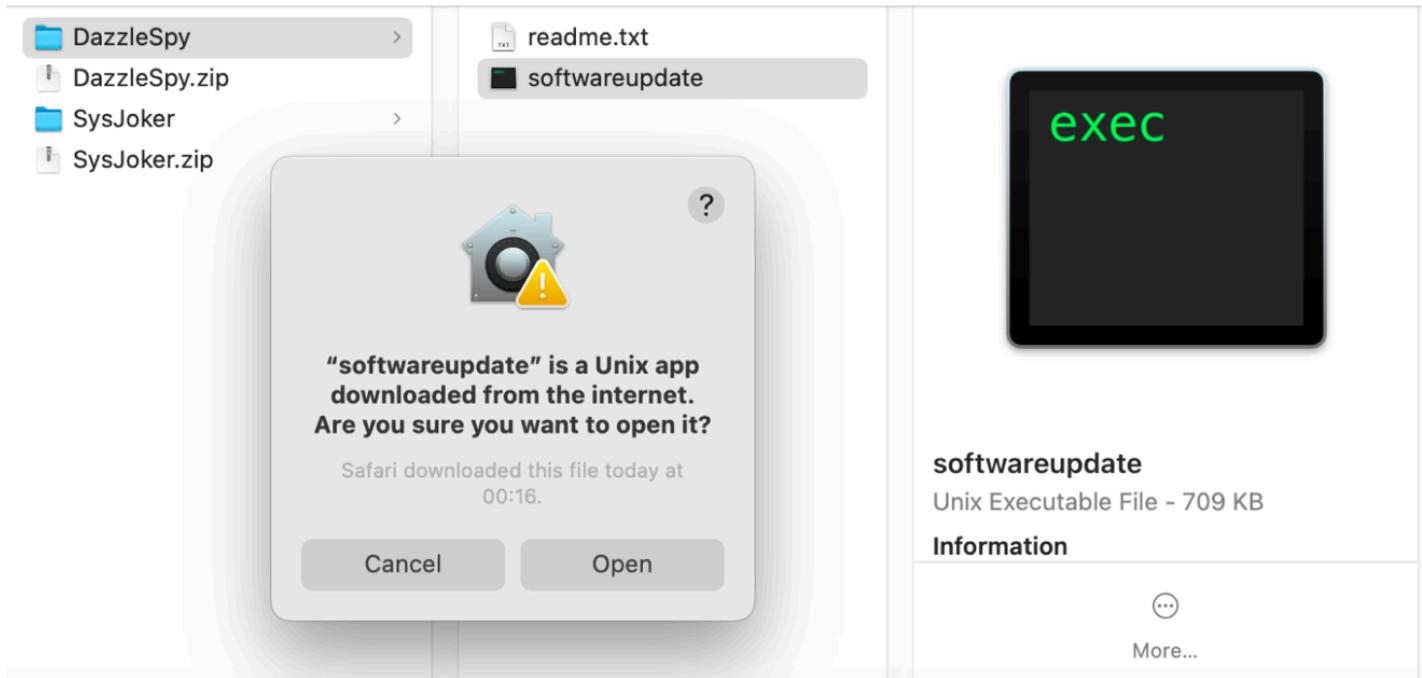 DazzleSpy
DazzleSpy.zip
SysJoker
SysJoker.zip
readme.txt
softwareupdate
TXT
?
“softwareupdate” is a Unix app
downloaded from the internet.
Are you sure you want to open it?
Safari downloaded this file today at
00:16.
Cancel
Open
exec
softwareupdate
Unix Executable File - 709 KB
Information
More...